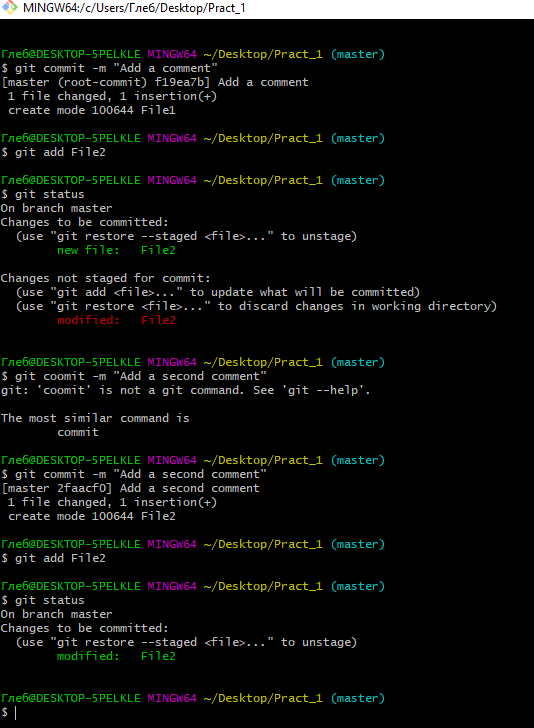 MINGW64:/c/Users/Глеб/Desktop/Pract_1
Глеб@DESKTOP-5PELKLE MINGW64 ~/Desktop/Pract_1 (master)
$ git commit -m "Add a comment"
[master (root-commit) f19ea7b] Add a comment
 1 file changed, 1 insertion(+)
 create mode 100644 File1
Глеб@DESKTOP-5PELKLE MINGW64 ~/Desktop/Pract_1 (master)
$ git add File2
Глеб@DESKTOP-5PELKLE MINGW64 ~/Desktop/Pract_1 (master)
$ git status
On branch master
Changes to be committed:
  (use "git restore --staged <file>..." to unstage)
        new file:   File2
Changes not staged for commit:
  (use "git add <file>..." to update what will be committed)
  (use "git restore <file>..." to discard changes in working directory)
        modified:   File2
Глеб@DESKTOP-5PELKLE MINGW64 ~/Desktop/Pract_1 (master)
$ git coomit -m "Add a second comment"
git: 'coomit' is not a git command. See 'git --help'.
The most similar command is
        commit
Глеб@DESKTOP-5PELKLE MINGW64 ~/Desktop/Pract_1 (master)
$ git commit -m "Add a second comment"
[master 2faacf0] Add a second comment
 1 file changed, 1 insertion(+)
 create mode 100644 File2
Глеб@DESKTOP-5PELKLE MINGW64 ~/Desktop/Pract_1 (master)
$ git add File2
Глеб@DESKTOP-5PELKLE MINGW64 ~/Desktop/Pract_1 (master)
$ git status
On branch master
Changes to be committed:
  (use "git restore --staged <file>..." to unstage)
        modified:   File2
Глеб@DESKTOP-5PELKLE MINGW64 ~/Desktop/Pract_1 (master)
$